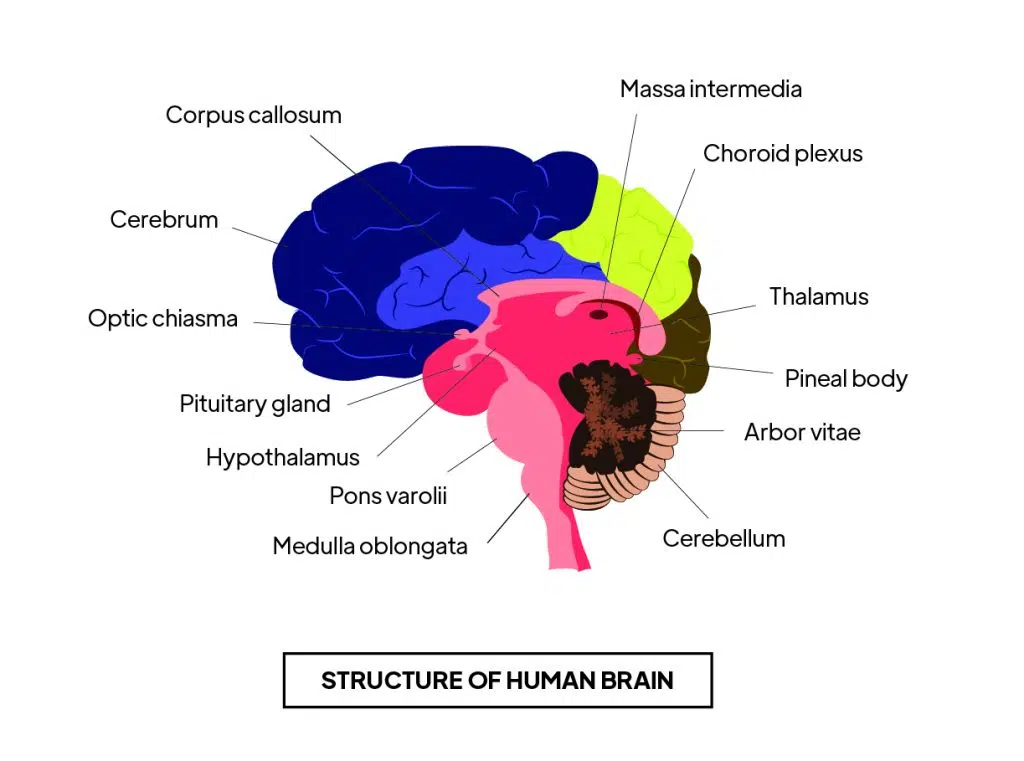 Massa intermedia
Corpus callosum
Choroid plexus
Cerebrum
Thalamus
Optic chiasma
Pineal body
Pituitary gland
Arbor vitae
Hypothalamus
Pons varolii
Cerebellum
Medulla oblongata
STRUCTURE OF HUMAN BRAIN